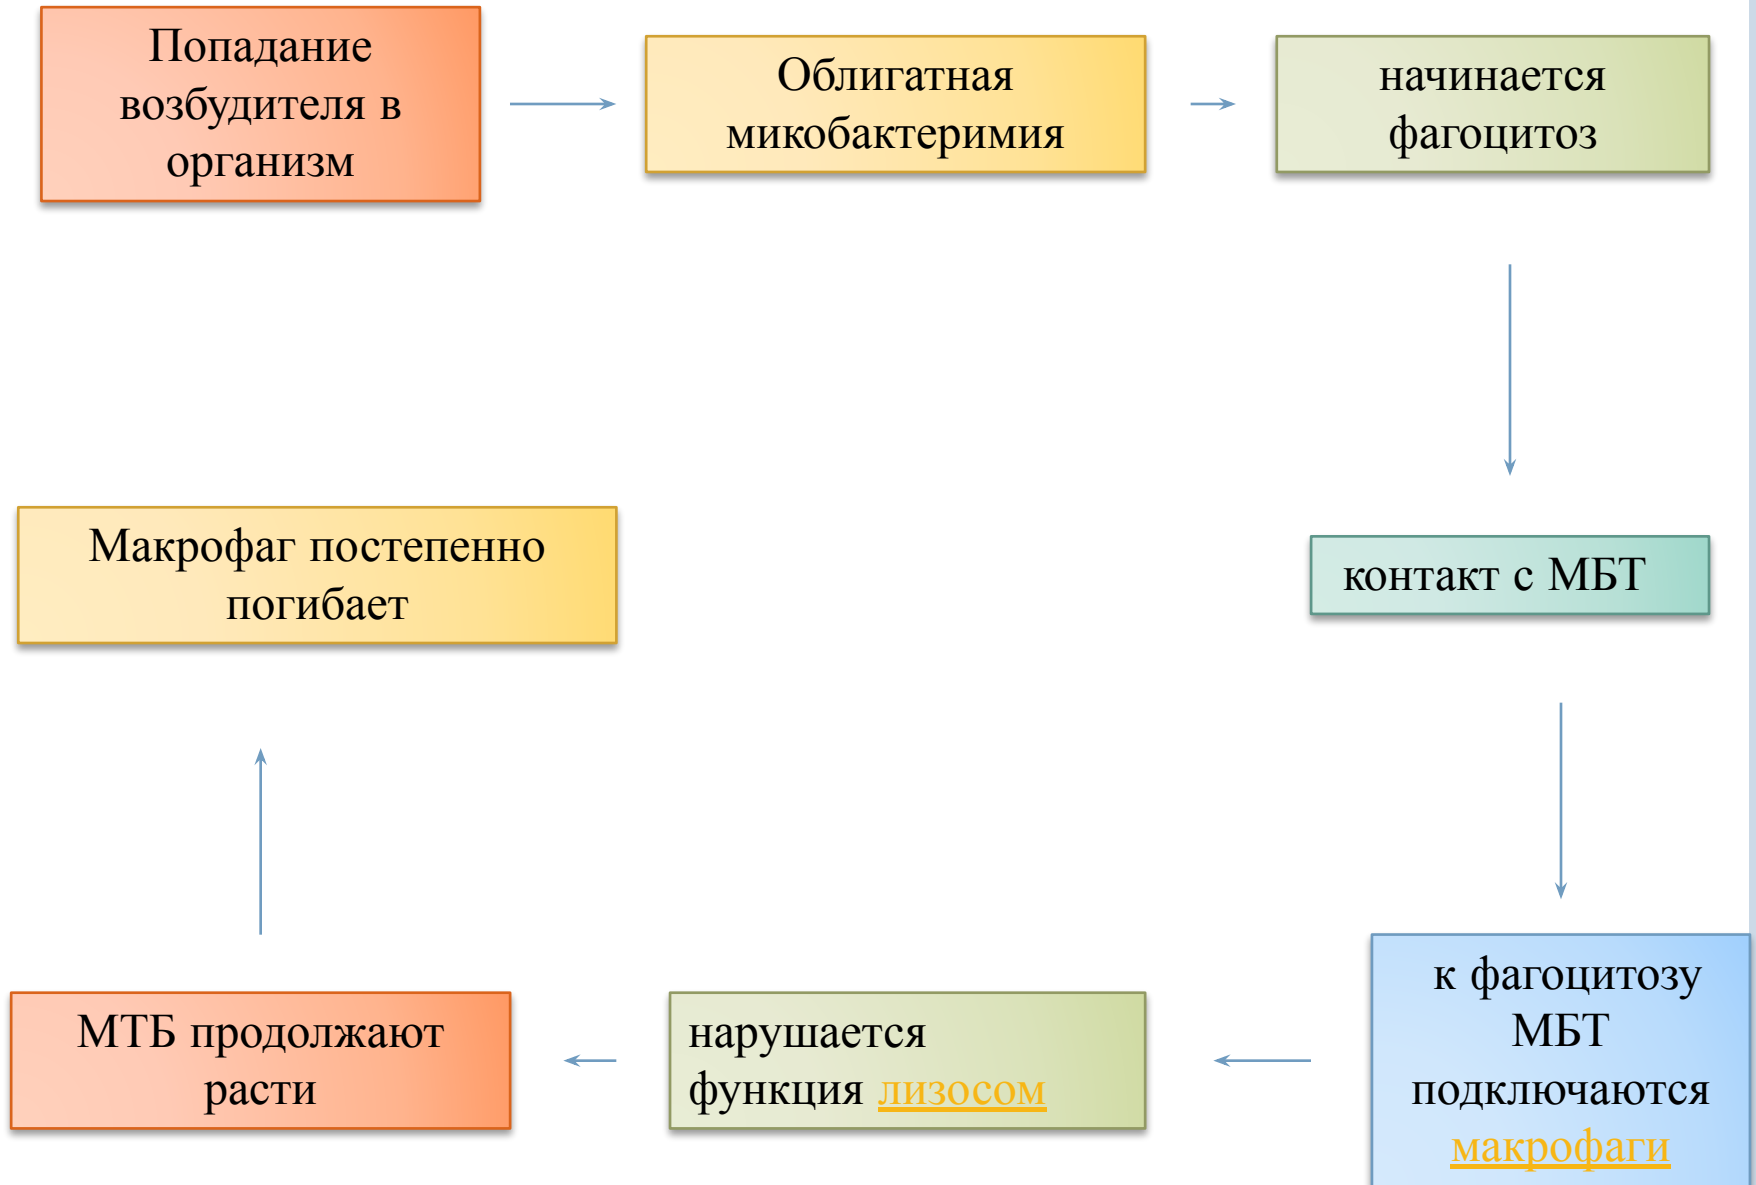 Попадание
возбудителя в
организм
Облигатная
микобактеримия
начинается
фагоцитоз
контакт с МБТ
к фагоцитозу
МБТ
подключаются
макрофаги
нарушается
функция лизосом
МТБ продолжают
расти
Макрофаг постепенно
погибает